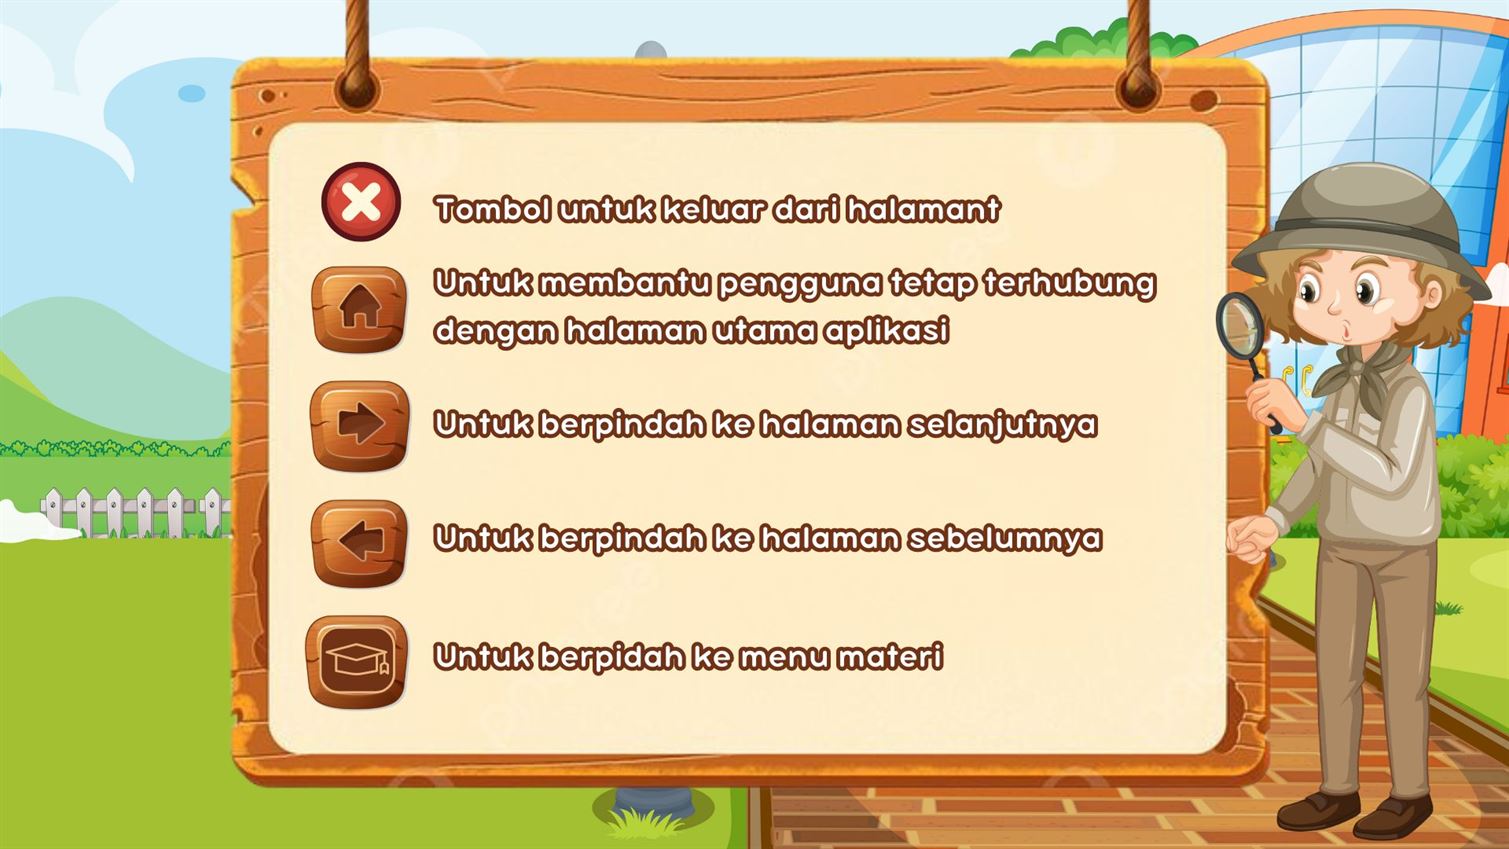 Tombol untuk keluar dari halamant
Untuk membantu pengguna tetap terhubung
dengan halaman utama aplikasi
Untuk berpindah ke halaman selanjutnya
Untuk berpindah ke halaman sebelumnya
Untuk berpidah ke menu materi